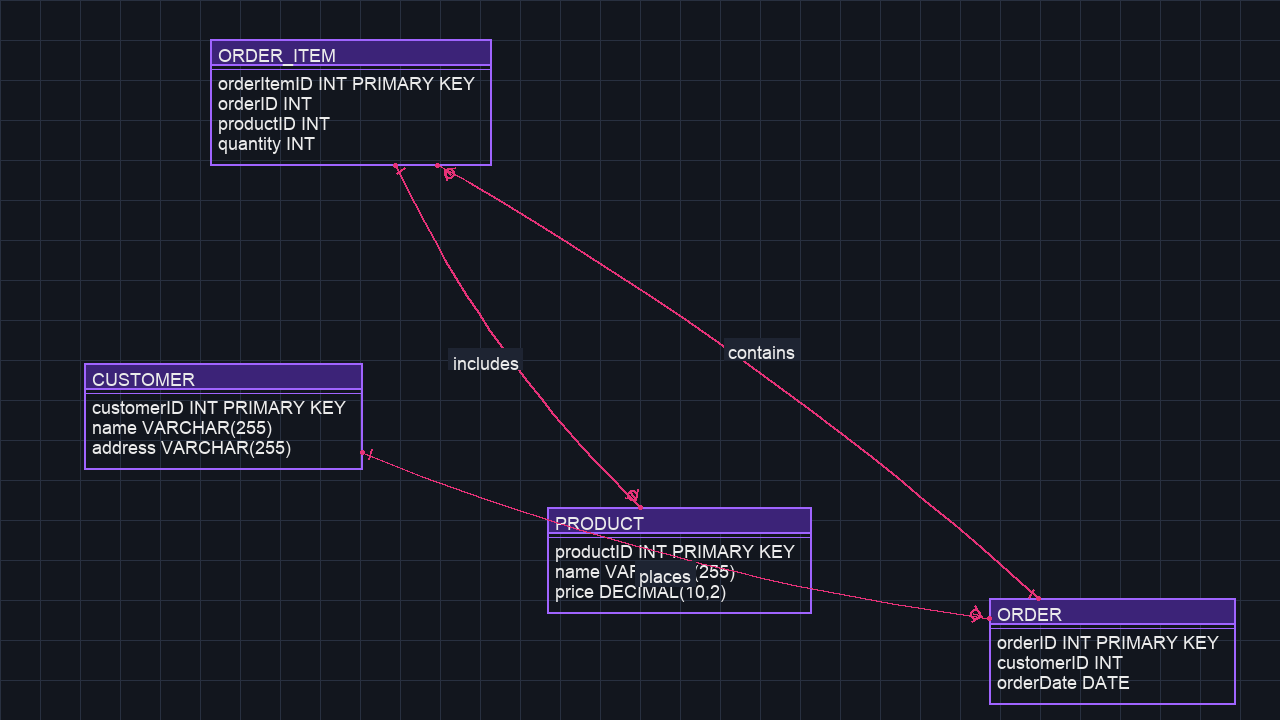 ORDER_ITEM
orderItemID INT PRIMARY KEY
orderID INT
productID INT
quantity INT
contains
includes
CUSTOMER
customerID INT PRIMARY KEY
name VARCHAR(255)
address VARCHAR(255)
PRODUCT
productID INT PRIMARY KEY
name (255)
places
price DECIMAL(10,2)
ORDER
orderID INT PRIMARY KEY
customerID INT
orderDate DATE